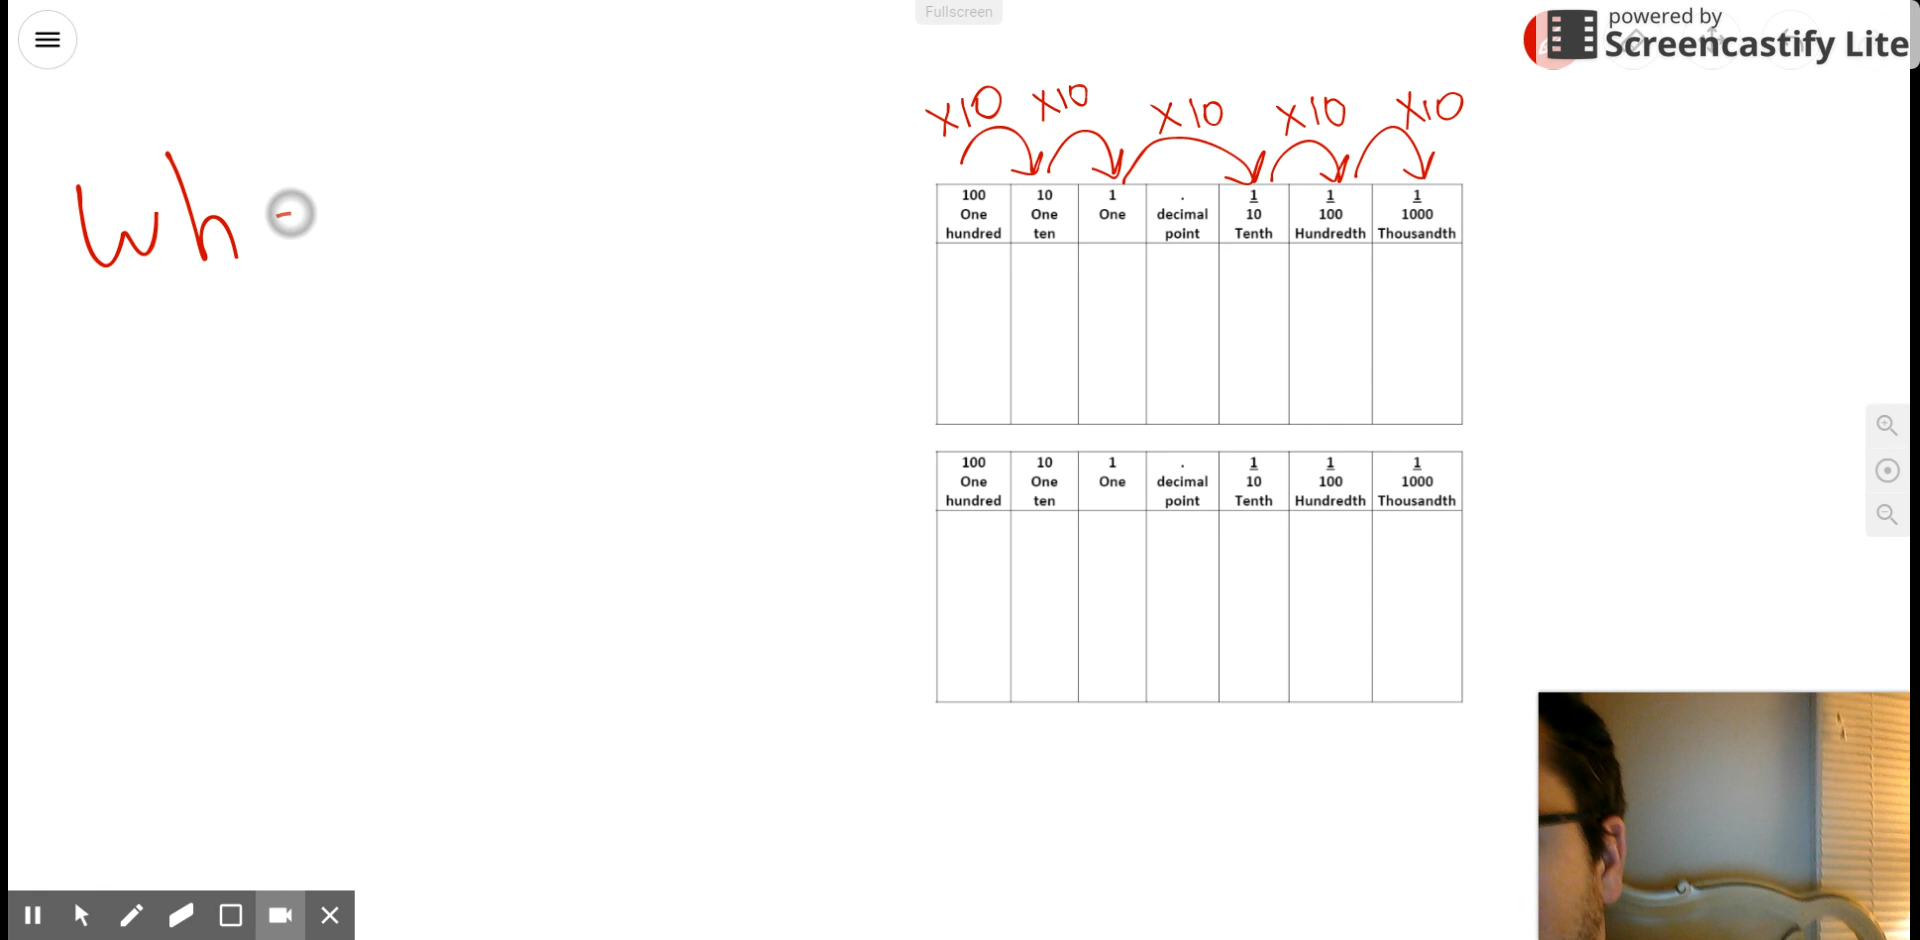 Fullscreen
powered by
Screencastify Lite
X10 X10 X10 X10 X10
Wh
100 10 1 . 1 1 1
One One One decimal 10 100 1000
hundred ten point Tenth Hundredth Thousandth
100 10 1 . 1 1 1
One One One decimal 10 100 1000
hundred ten point Tenth Hundredth Thousandth